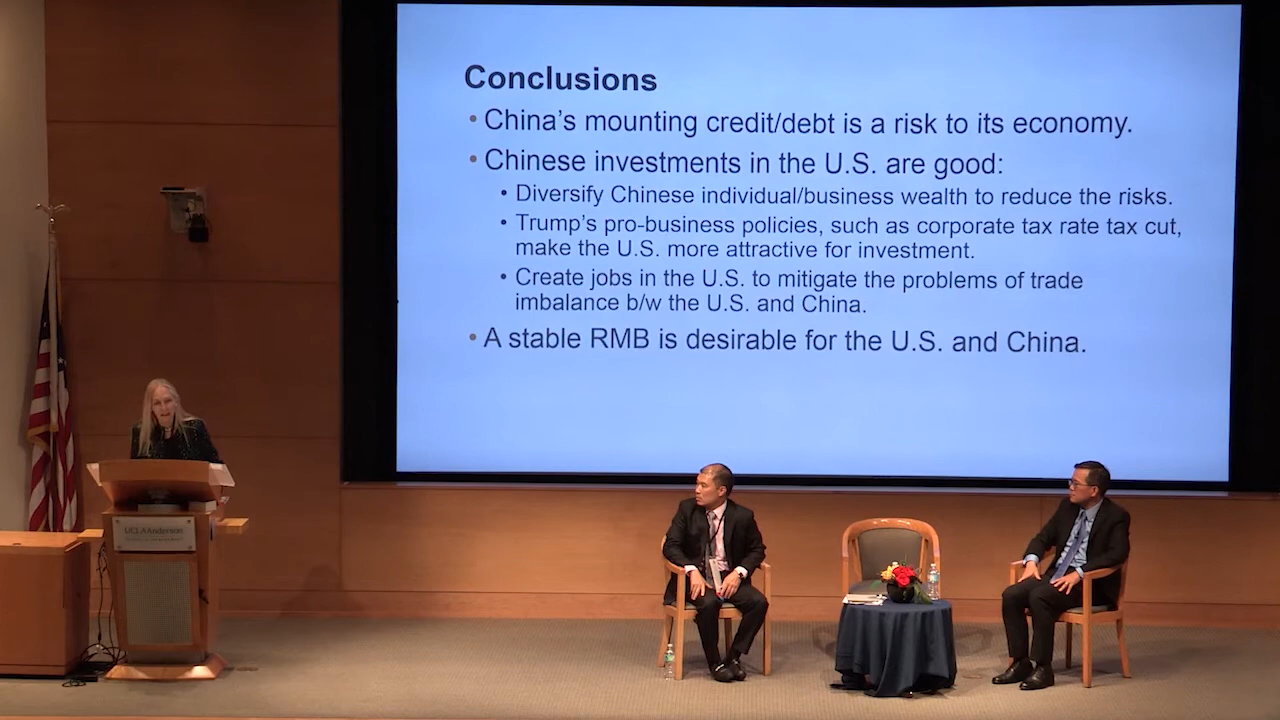 Conclusions
• China's mounting credit/debt is a risk to its economy.
• Chinese investments in the U.S. are good:
• Diversify Chinese individual/business wealth to reduce the risks.
• Trump's pro-business policies, such as corporate tax rate tax cut,
make the U.S. more attractive for investment.
• Create jobs in the U.S. to mitigate the problems of trade
imbalance b/w the U.S. and China.
• A stable RMB is desirable for the U.S. and China.
UCLAAnderson